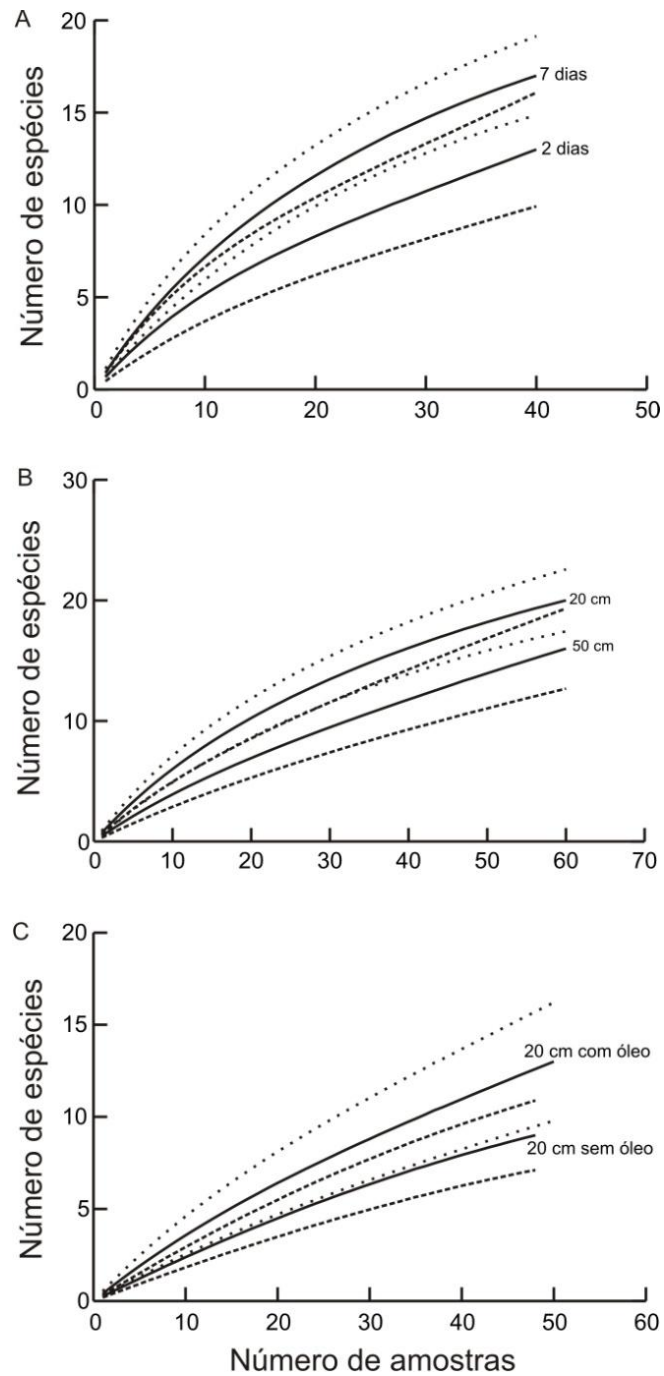 A
20
15
10
5
0
Número de espécies
7 dias
2 dias
0 10 20 30 40 50
B
30
20
10
0
Número de espécies
20 cm
50 cm
0 10 20 30 40 50 60 70
C
20
15
10
5
0
Número de espécies
20 cm com óleo
20 cm sem óleo
0 10 20 30 40 50 60
Número de amostras